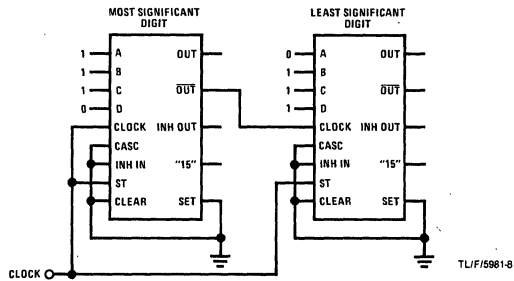 MOST SIGNIFICANT
DIGIT
1 A OUT
1 B
1 C O̅U̅T̅
0 D
CLOCK INH OUT
CASC
INH IN "15"
ST
CLEAR SET
LEAST SIGNIFICANT
DIGIT
0 A OUT
1 B
1 C O̅U̅T̅
1 D
CLOCK INH OUT
CASC
INH IN "15"
ST
CLEAR SET
CLOCK
TL/F/5981-8